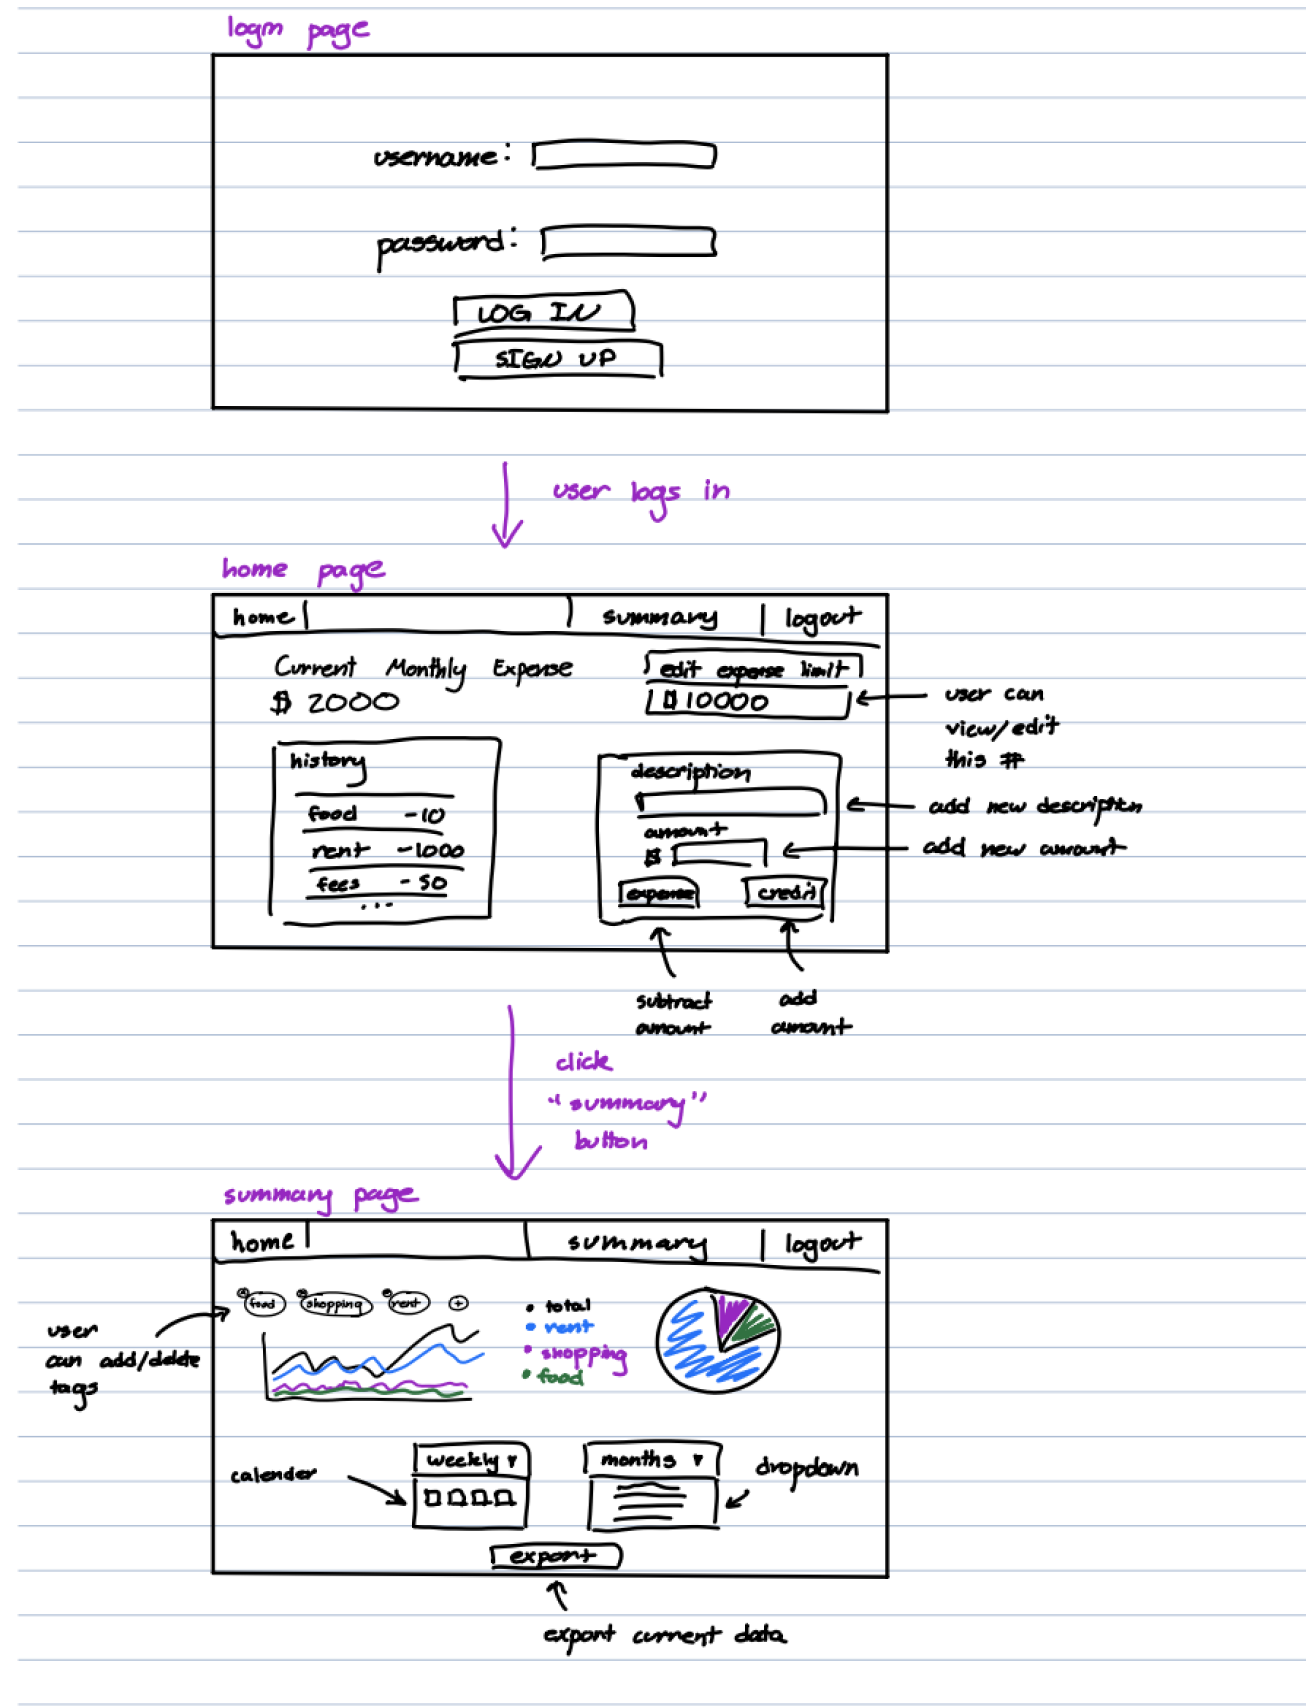 login page
username:
password:
LOG IN
SIGN UP
user logs in
home page
home summary logout
Current Monthly Expense
$ 2000
edit expense limit
$ 10000
user can
view/edit
this #
history
food -10
rent -1000
fees -50
...
description
add new descriptn
amount
$
add new amount
expense credit
subtract
amount
add
amount
click
"summary"
button
summary page
home summary logout
food shopping rent +
user
can add/delete
tags
• total
• rent
• shopping
• food
calender
weekly ▾
months ▾
dropdown
export
export current data